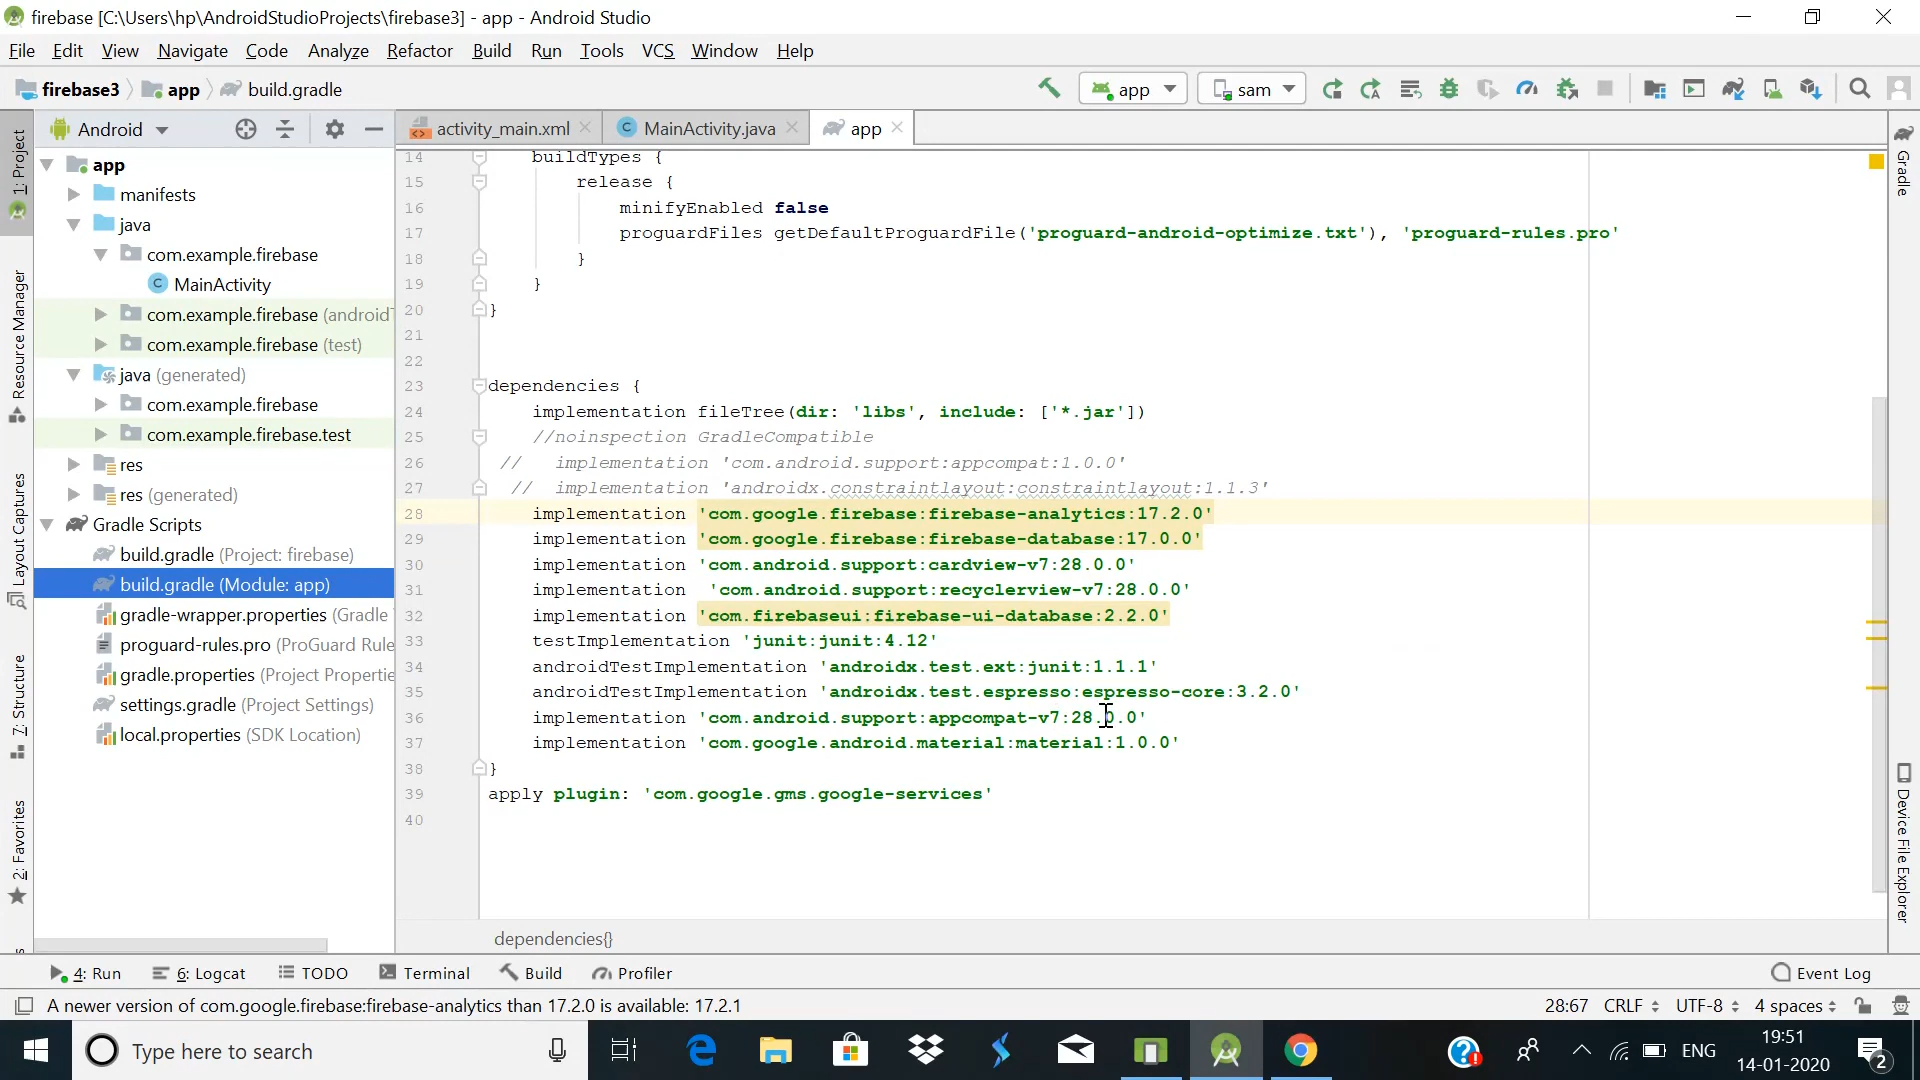 firebase [C:\Users\hp\AndroidStudioProjects\firebase3] - app - Android Studio
File Edit View Navigate Code Analyze Refactor Build Run Tools VCS Window Help
firebase3 app build.gradle
app sam
Android
activity_main.xml MainActivity.java app
1: Project
Resource Manager
Layout Captures
7: Structure
2: Favorites
app
manifests
java
com.example.firebase
MainActivity
com.example.firebase (android
com.example.firebase (test)
java (generated)
com.example.firebase
com.example.firebase.test
res
res (generated)
Gradle Scripts
build.gradle (Project: firebase)
build.gradle (Module: app)
gradle-wrapper.properties (Gradle
proguard-rules.pro (ProGuard Rule
gradle.properties (Project Propertie
settings.gradle (Project Settings)
local.properties (SDK Location)
14 buildTypes {
15 release {
16 minifyEnabled false
17 proguardFiles getDefaultProguardFile('proguard-android-optimize.txt'), 'proguard-rules.pro'
18 }
19 }
20 }
21
22
23 dependencies {
24 implementation fileTree(dir: 'libs', include: ['*.jar'])
25 //noinspection GradleCompatible
26 // implementation 'com.android.support:appcompat:1.0.0'
27 // implementation 'androidx.constraintlayout:constraintlayout:1.1.3'
28 implementation 'com.google.firebase:firebase-analytics:17.2.0'
29 implementation 'com.google.firebase:firebase-database:17.0.0'
30 implementation 'com.android.support:cardview-v7:28.0.0'
31 implementation 'com.android.support:recyclerview-v7:28.0.0'
32 implementation 'com.firebaseui:firebase-ui-database:2.2.0'
33 testImplementation 'junit:junit:4.12'
34 androidTestImplementation 'androidx.test.ext:junit:1.1.1'
35 androidTestImplementation 'androidx.test.espresso:espresso-core:3.2.0'
36 implementation 'com.android.support:appcompat-v7:28.0.0'
37 implementation 'com.google.android.material:material:1.0.0'
38 }
39 apply plugin: 'com.google.gms.google-services'
40
dependencies{}
Gradle
Device File Explorer
4: Run 6: Logcat TODO Terminal Build Profiler Event Log
A newer version of com.google.firebase:firebase-analytics than 17.2.0 is available: 17.2.1 28:67 CRLF UTF-8 4 spaces
Type here to search
ENG
19:51
14-01-2020
2